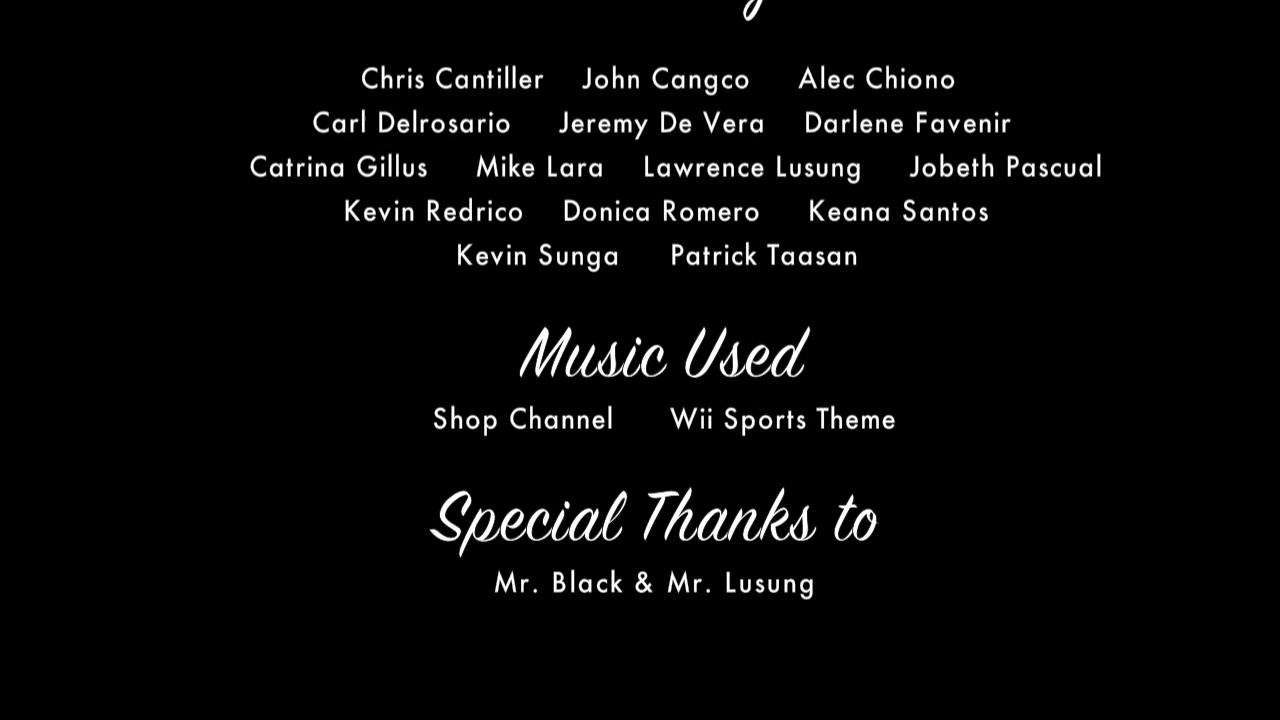 Chris Cantiller John Cangco Alec Chiono
Carl Delrosario Jeremy De Vera Darlene Favenir
Catrina Gillus Mike Lara Lawrence Lusung Jobeth Pascual
Kevin Redrico Donica Romero Keana Santos
Kevin Sunga Patrick Taasan
Music Used
Shop Channel Wii Sports Theme
Special Thanks to
Mr. Black & Mr. Lusung